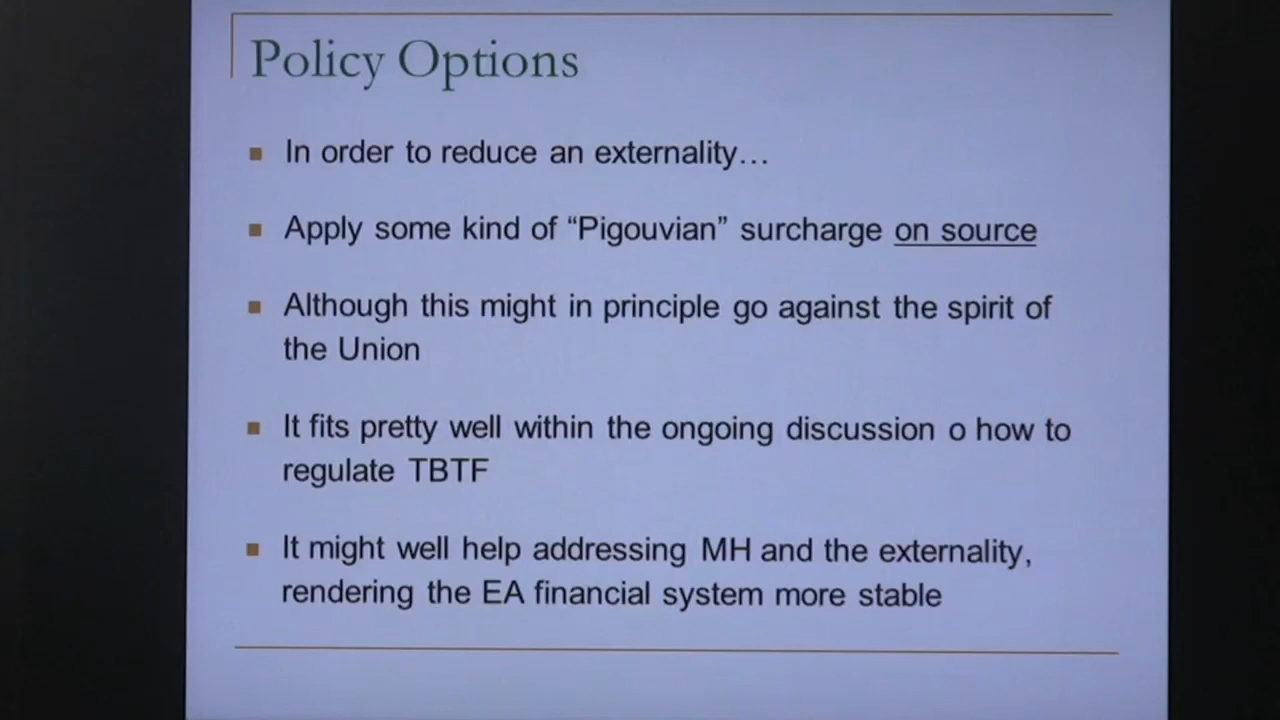 Policy Options
In order to reduce an externality…
Apply some kind of “Pigouvian” surcharge on source
Although this might in principle go against the spirit of
the Union
It fits pretty well within the ongoing discussion o how to
regulate TBTF
It might well help addressing MH and the externality,
rendering the EA financial system more stable